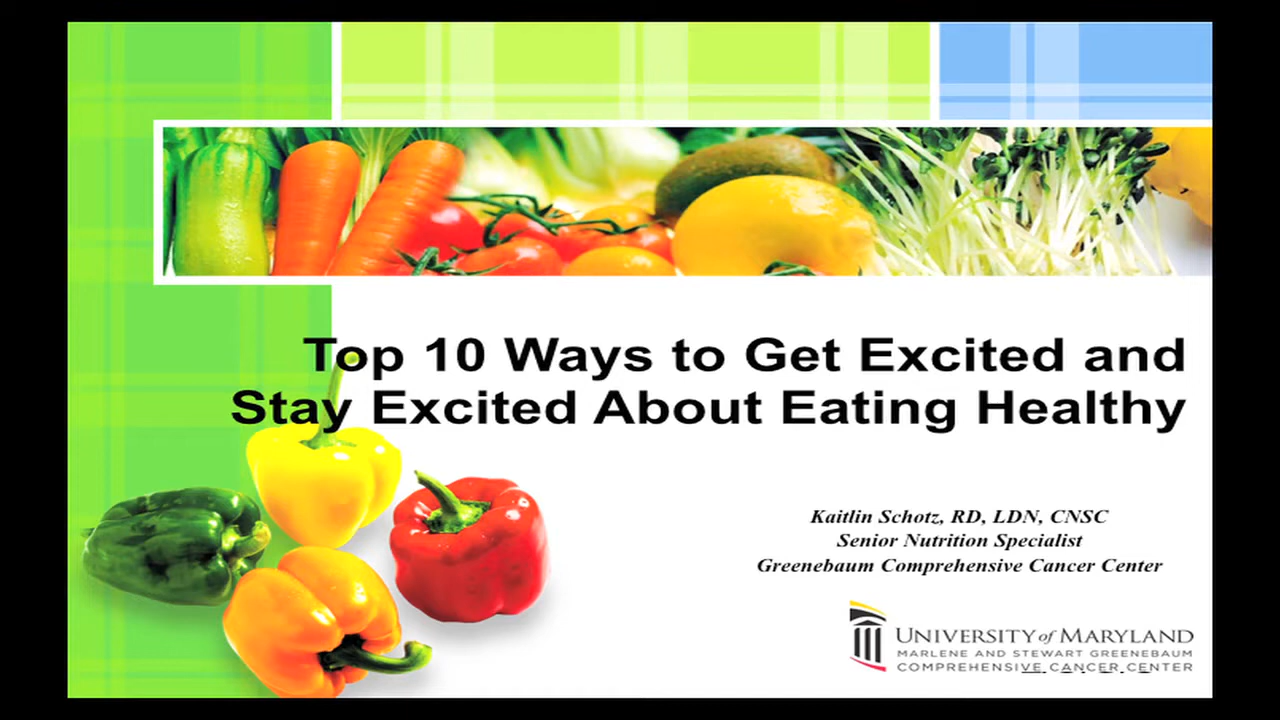 Top 10 Ways to Get Excited and
Stay Excited About Eating Healthy
Kaitlin Schotz, RD, LDN, CNSC
Senior Nutrition Specialist
Greenebaum Comprehensive Cancer Center
UNIVERSITY of MARYLAND
MARLENE AND STEWART GREENEBAUM
COMPREHENSIVE CANCER CENTER